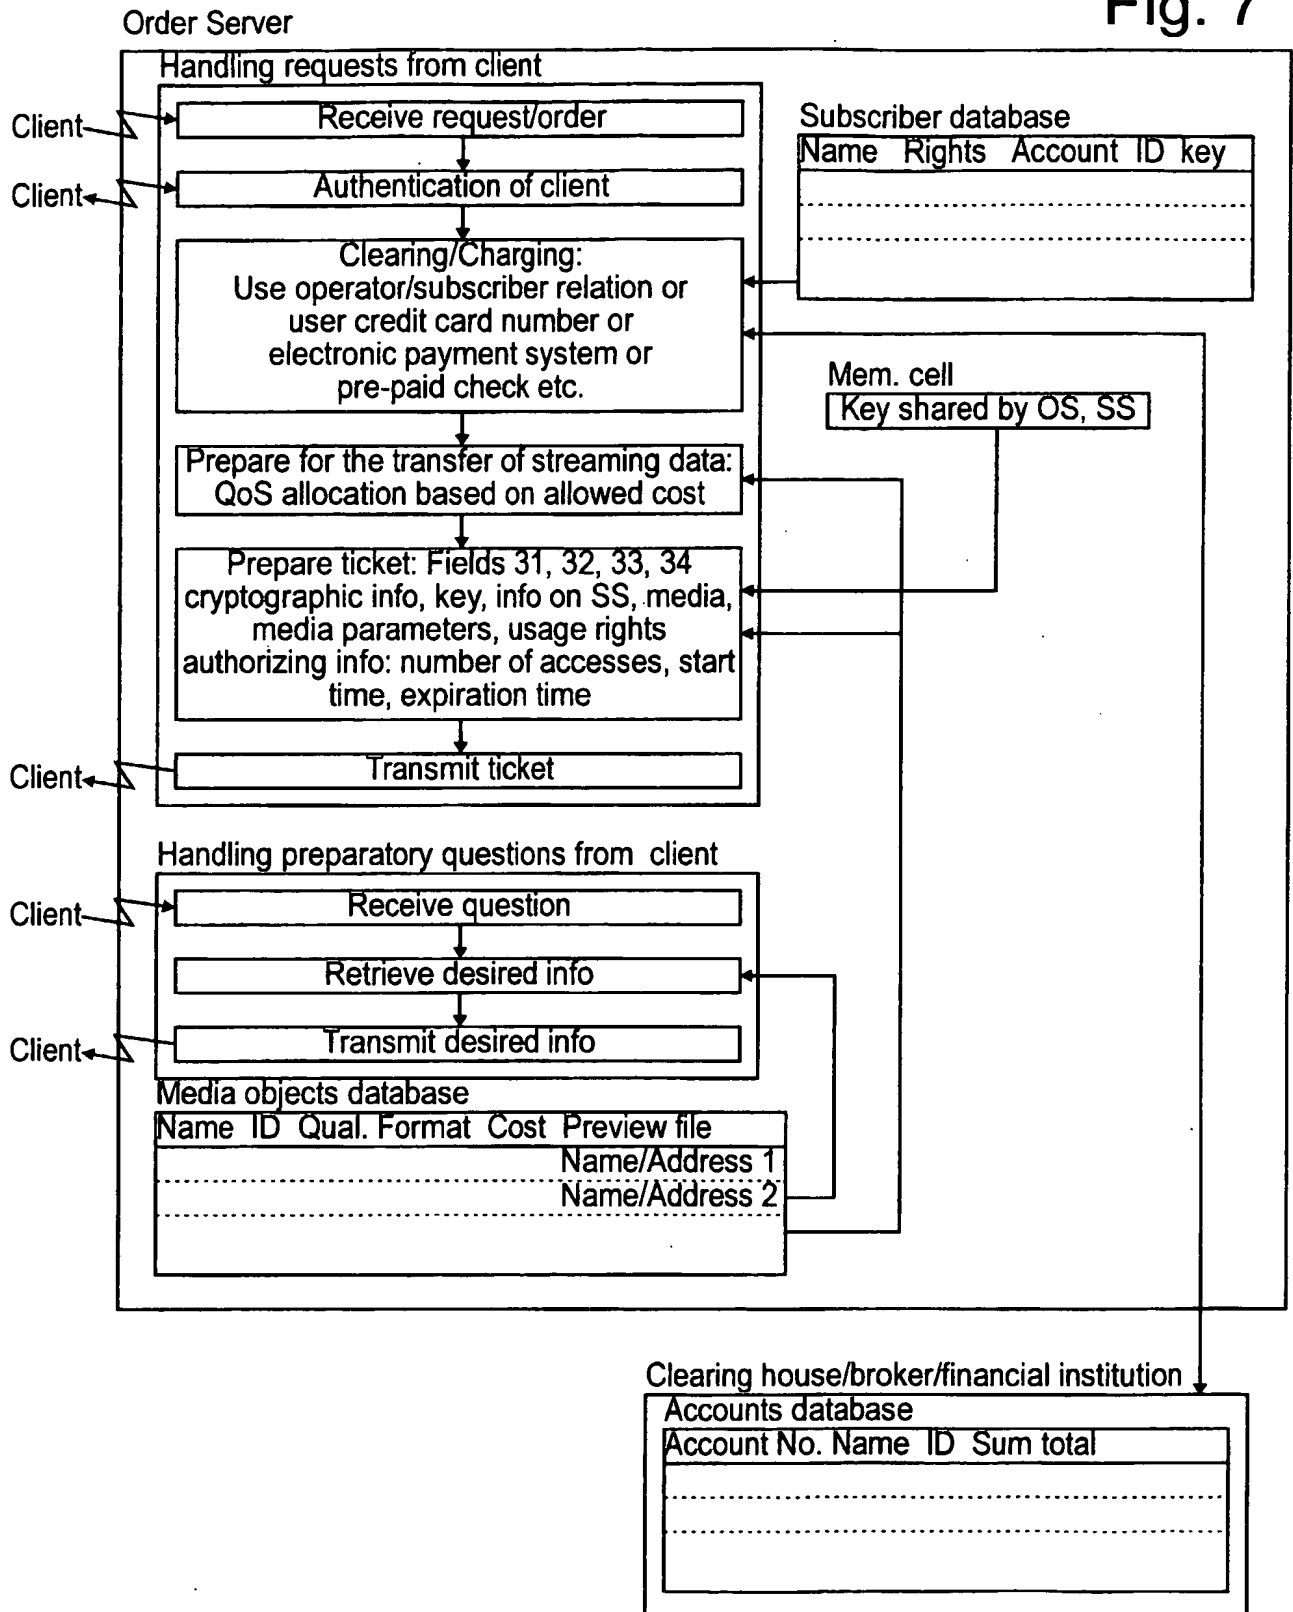 Fig. 7
Order Server
Handling requests from client
Client
Receive request/order
Client
Authentication of client
Clearing/Charging:
Use operator/subscriber relation or
user credit card number or
electronic payment system or
pre-paid check etc.
Subscriber database
Name Rights Account ID key
Mem. cell
Key shared by OS, SS
Prepare for the transfer of streaming data:
QoS allocation based on allowed cost
Prepare ticket: Fields 31, 32, 33, 34
cryptographic info, key, info on SS, media,
media parameters, usage rights
authorizing info: number of accesses, start
time, expiration time
Client
Transmit ticket
Handling preparatory questions from client
Client
Receive question
Retrieve desired info
Client
Transmit desired info
Media objects database
Name ID Qual. Format Cost Preview file
Name/Address 1
Name/Address 2
Clearing house/broker/financial institution
Accounts database
Account No. Name ID Sum total